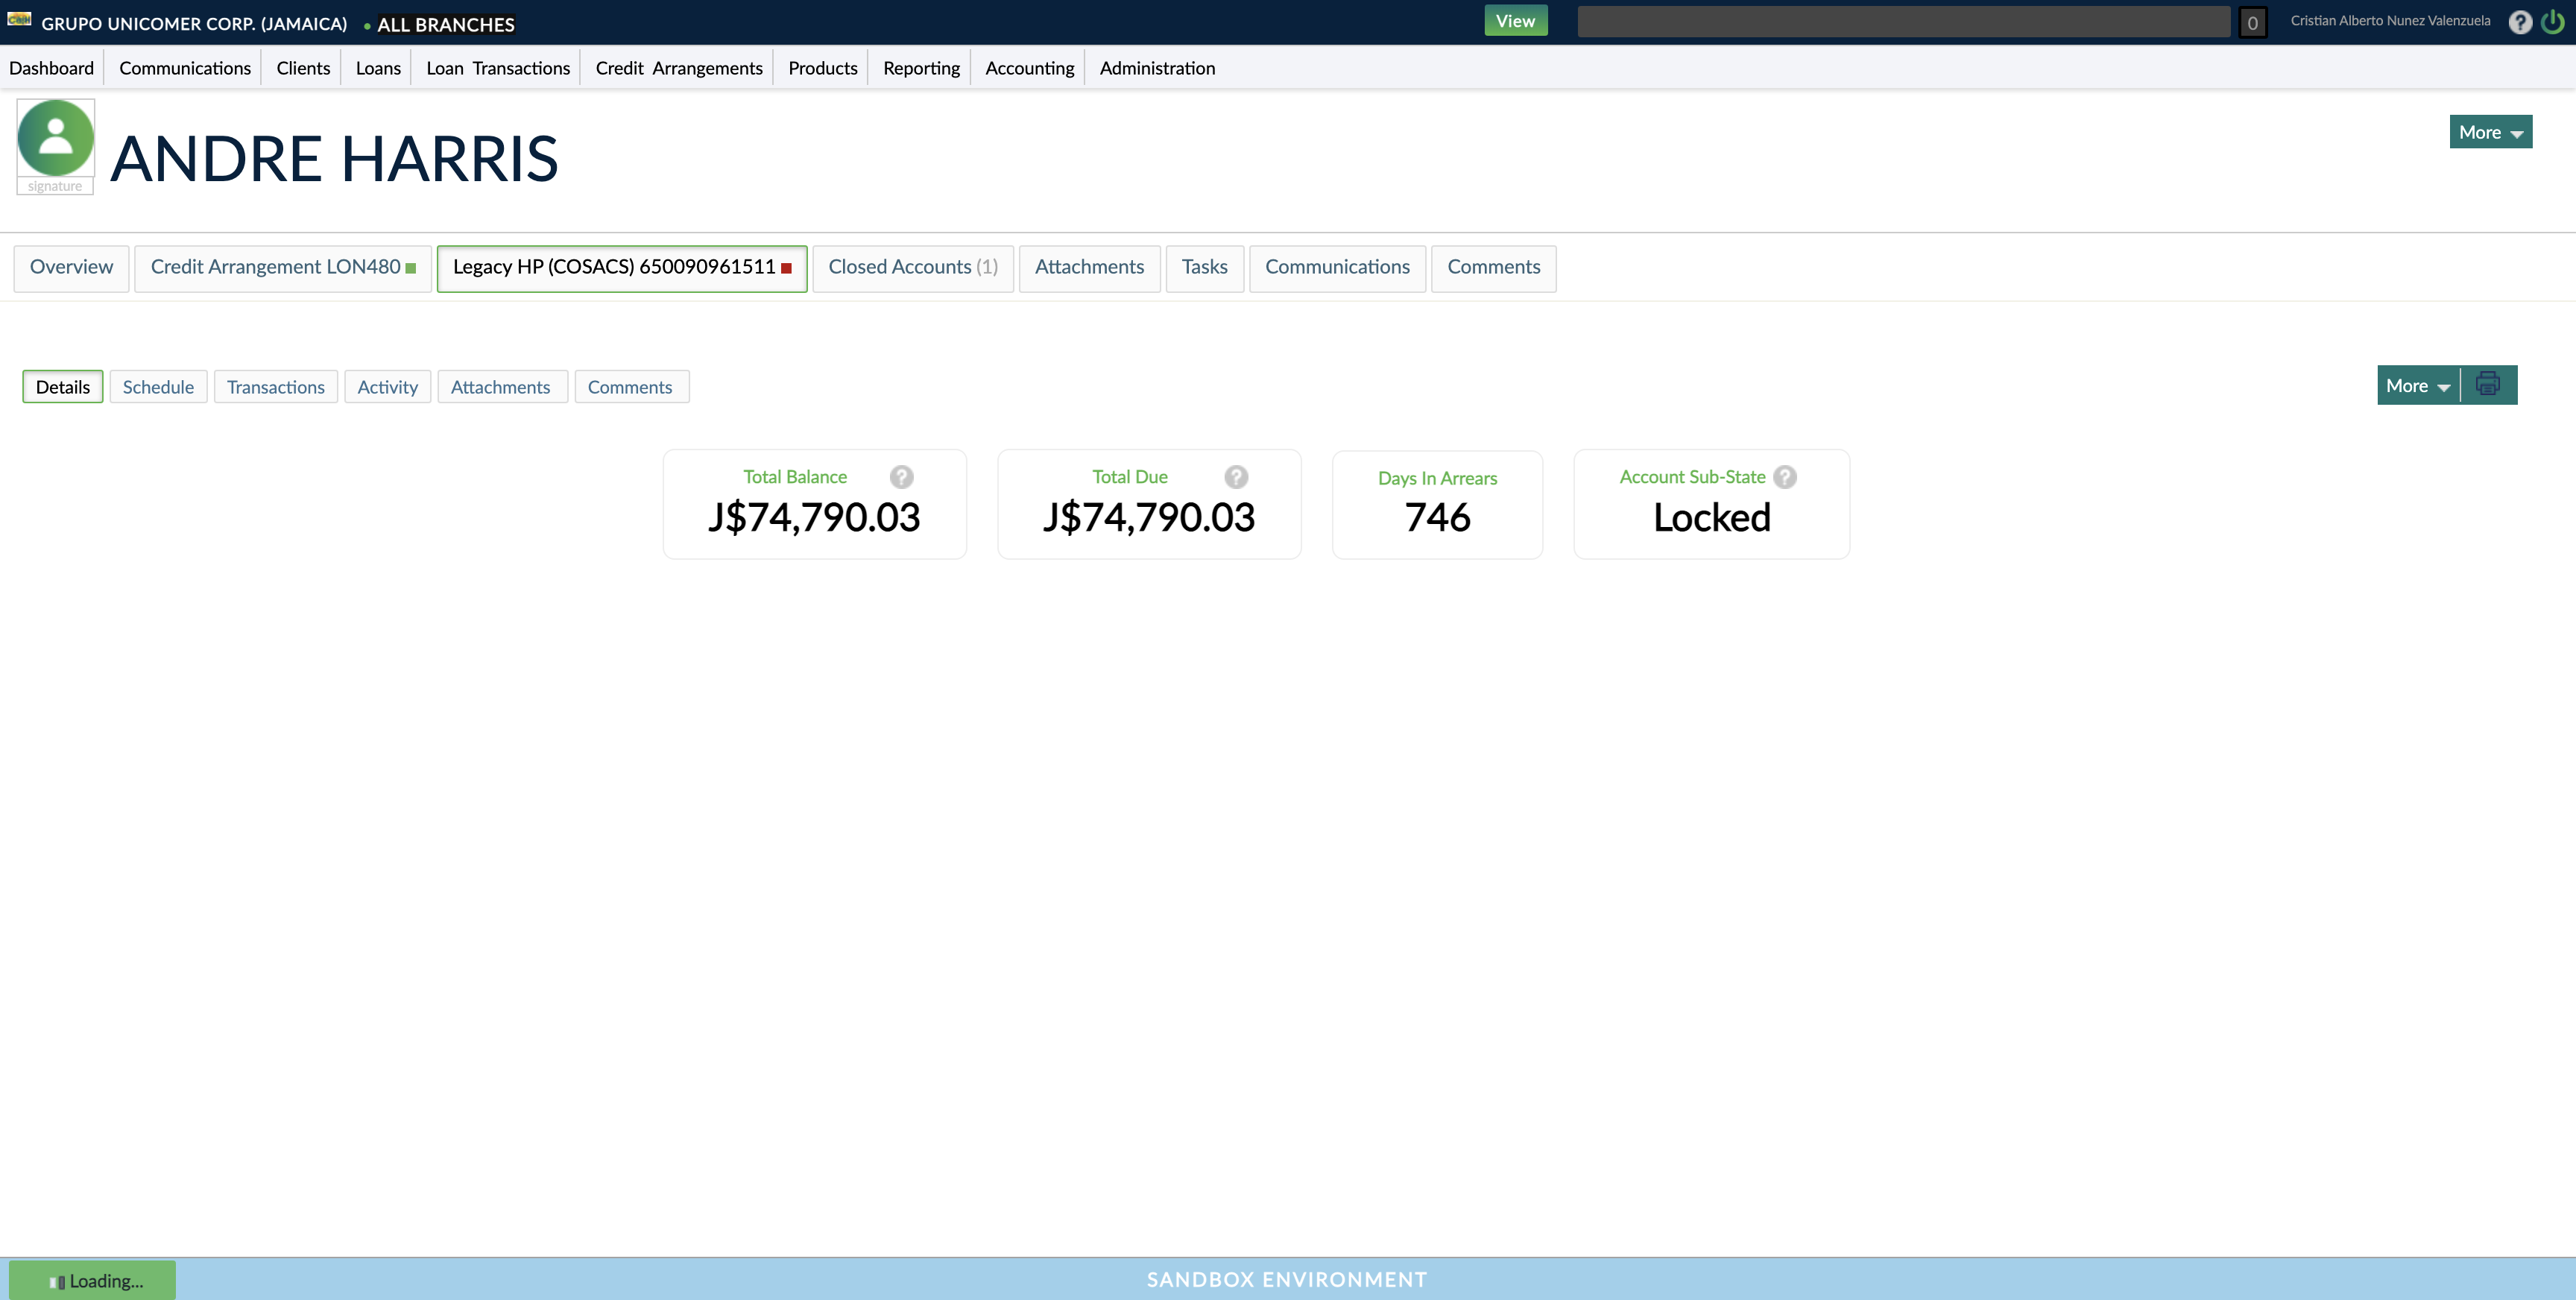 GRUPO UNICOMER CORP. (JAMAICA) • ALL BRANCHES View 0 Cristian Alberto Nunez Valenzuela ?
Dashboard Communications Clients Loans Loan Transactions Credit Arrangements Products Reporting Accounting Administration
ANDRE HARRIS
More
signature
Overview Credit Arrangement LON480 Legacy HP (COSACS) 650090961511 Closed Accounts (1) Attachments Tasks Communications Comments
Details Schedule Transactions Activity Attachments Comments More
Total Balance ? Total Due ? Days In Arrears Account Sub-State ?
J$74,790.03 J$74,790.03 746 Locked
Loading... SANDBOX ENVIRONMENT